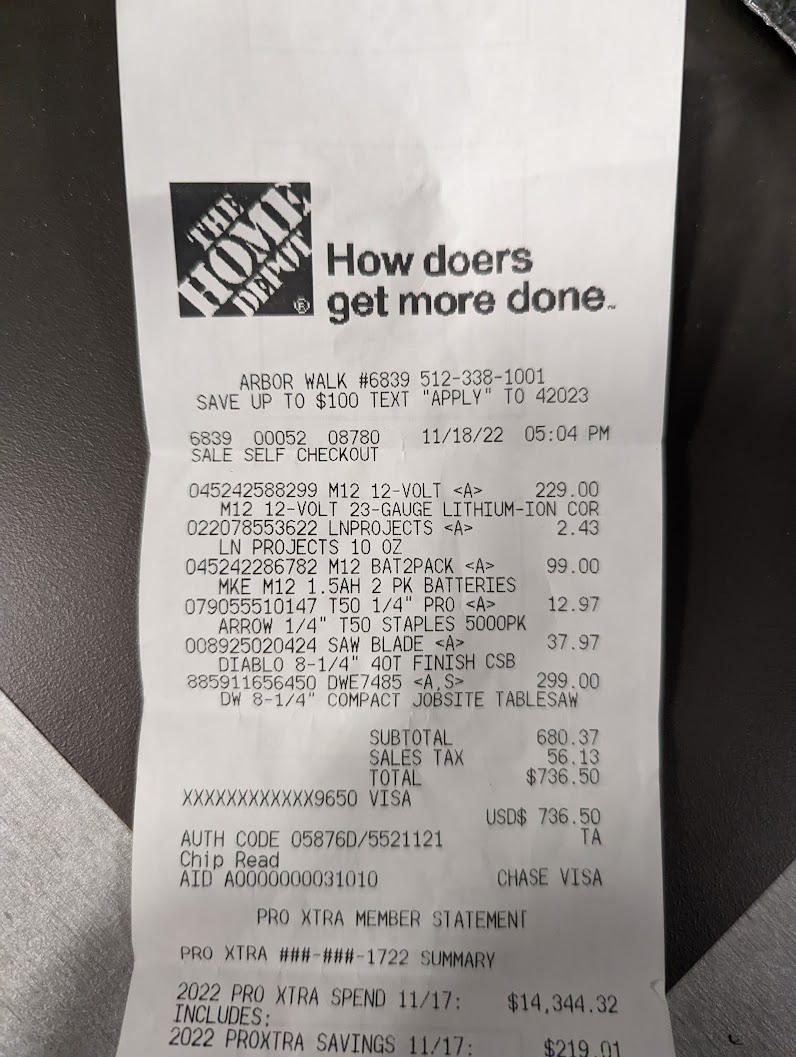 THE
HOME
DEPOT
®
How doers
get more done.™
ARBOR WALK #6839 512-338-1001
SAVE UP TO $100 TEXT "APPLY" TO 42023
6839 00052 08780 11/18/22 05:04 PM
SALE SELF CHECKOUT
045242588299 M12 12-VOLT <A> 229.00
M12 12-VOLT 23-GAUGE LITHIUM-ION COR
022078553622 LNPROJECTS <A> 2.43
LN PROJECTS 10 OZ
045242286782 M12 BAT2PACK <A> 99.00
MKE M12 1.5AH 2 PK BATTERIES
079055510147 T50 1/4" PRO <A> 12.97
ARROW 1/4" T50 STAPLES 5000PK
008925020424 SAW BLADE <A> 37.97
DIABLO 8-1/4" 40T FINISH CSB
885911656450 DWE7485 <A,S> 299.00
DW 8-1/4" COMPACT JOBSITE TABLESAW
SUBTOTAL 680.37
SALES TAX 56.13
TOTAL $736.50
XXXXXXXXXXXX9650 VISA
USD$ 736.50
AUTH CODE 05876D/5521121 TA
Chip Read
AID A0000000031010 CHASE VISA
PRO XTRA MEMBER STATEMENT
PRO XTRA ###-###-1722 SUMMARY
2022 PRO XTRA SPEND 11/17: $14,344.32
INCLUDES:
2022 PROXTRA SAVINGS 11/17: $219.01